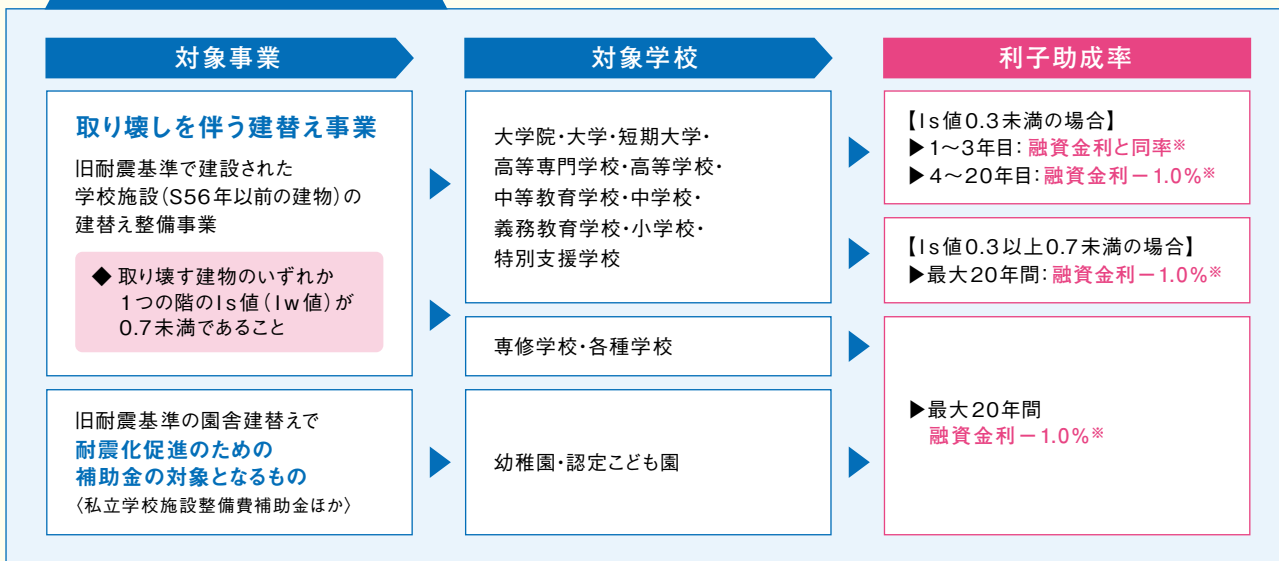 対象事業
取り壊しを伴う建替え事業
旧耐震基準で建設された
学校施設（S56年以前の建物）の
建替え整備事業
◆ 取り壊す建物のいずれか
1つの階のIs値（Iw値）が
0.7未満であること
旧耐震基準の園舎建替えで
耐震化促進のための
補助金の対象となるもの
〈私立学校施設整備費補助金ほか〉
対象学校
大学院・大学・短期大学・
高等専門学校・高等学校・
中等教育学校・中学校・
義務教育学校・小学校・
特別支援学校
専修学校・各種学校
幼稚園・認定こども園
利子助成率
【Is値0.3未満の場合】
▶1～3年目：融資金利と同率※
▶4～20年目：融資金利－1.0%※
【Is値0.3以上0.7未満の場合】
▶最大20年間：融資金利－1.0%※
▶最大20年間
融資金利－1.0%※